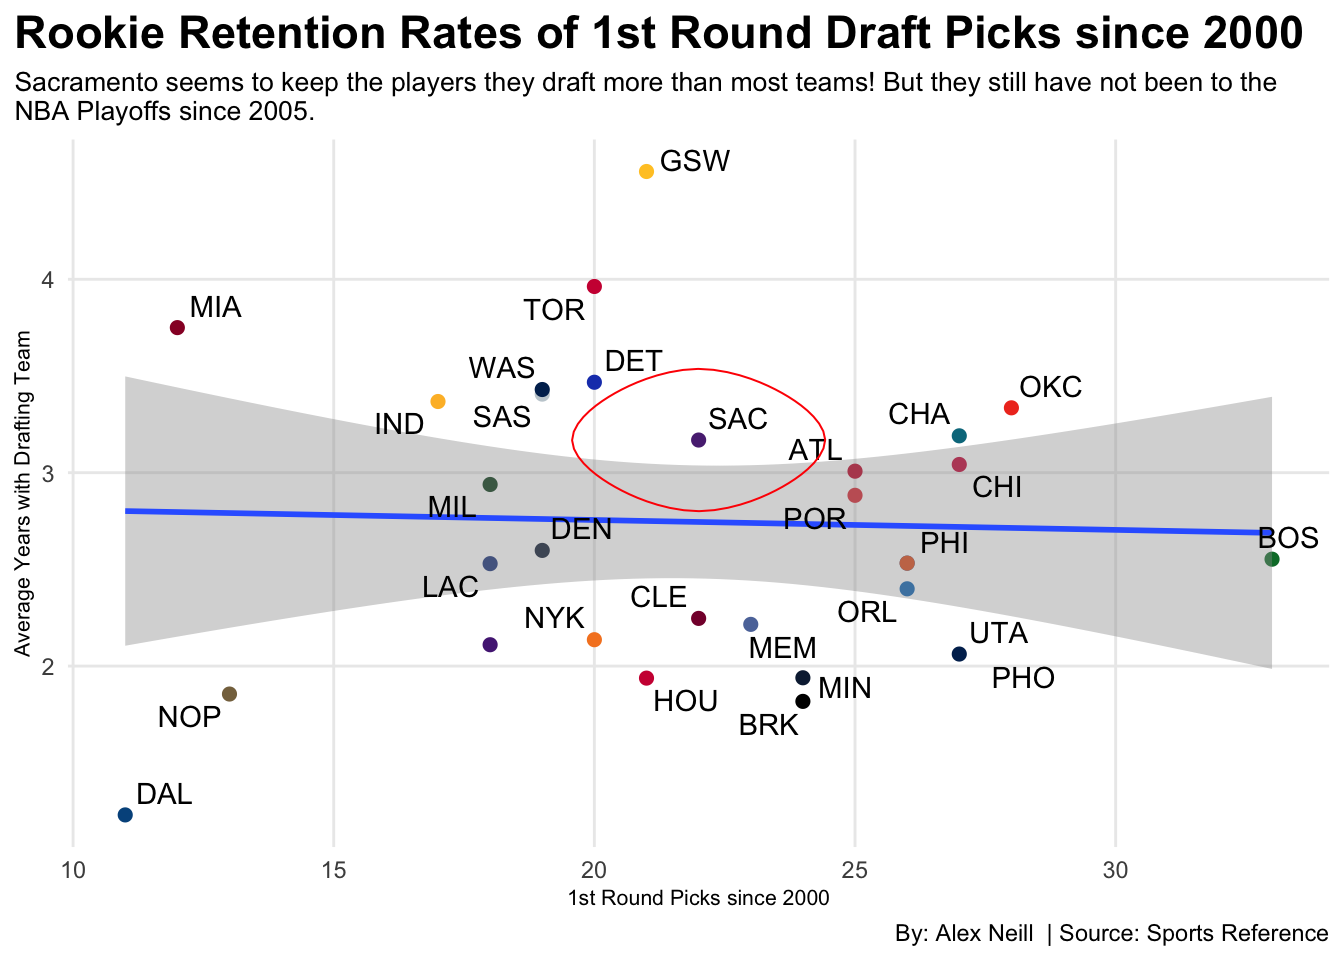 Rookie Retention Rates of 1st Round Draft Picks since 2000
Sacramento seems to keep the players they draft more than most teams! But they still have not been to the
NBA Playoffs since 2005.
GSW
4
MIA
TOR
WAS
DET
OKC
SAS
CHA
IND
SAC
ATL
3
CHI
MIL
POR
DEN
BOS
PHI
LAC
CLE
ORL
NYK
UTA
MEM
2
PHO
MIN
HOU
NOP
BRK
DAL
Average Years with Drafting Team
10
15
20
25
30
1st Round Picks since 2000
By: Alex Neill | Source: Sports Reference